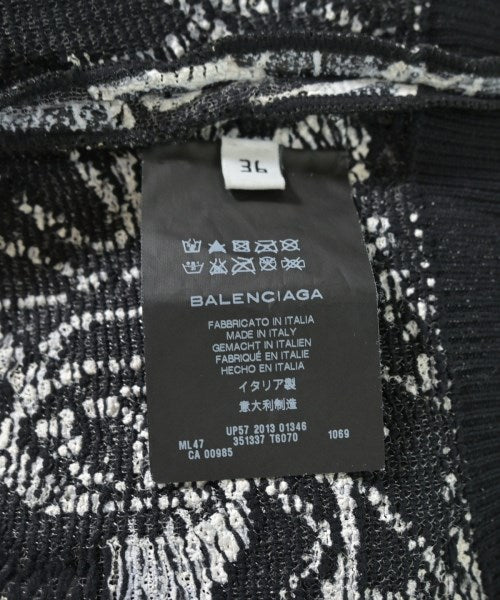 36
BALENCIAGA
FABBRICATO IN ITALIA
MADE IN ITALY
GEMACHT IN ITALIEN
FABRIQUÉ EN ITALIE
HECHO EN ITALIA
イタリア製
意大利制造
UP57 2013 01346
ML47 351337 T6070 1069
CA 00985